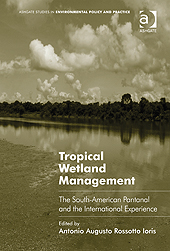 ASHGATE STUDIES IN ENVIRONMENTAL POLICY AND PRACTICE
ASHGATE
Tropical
Wetland
Management
The South-American Pantanal
and the International Experience
Edited by
Antonio Augusto Rossotto Ioris